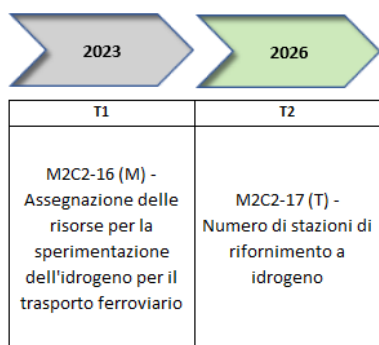 2023
2026
T1
T2
M2C2-16 (M) -
Assegnazione delle
risorse per la
sperimentazione
dell'idrogeno per il
trasporto ferroviario
M2C2-17 (T) -
Numero di stazioni di
rifornimento a
idrogeno